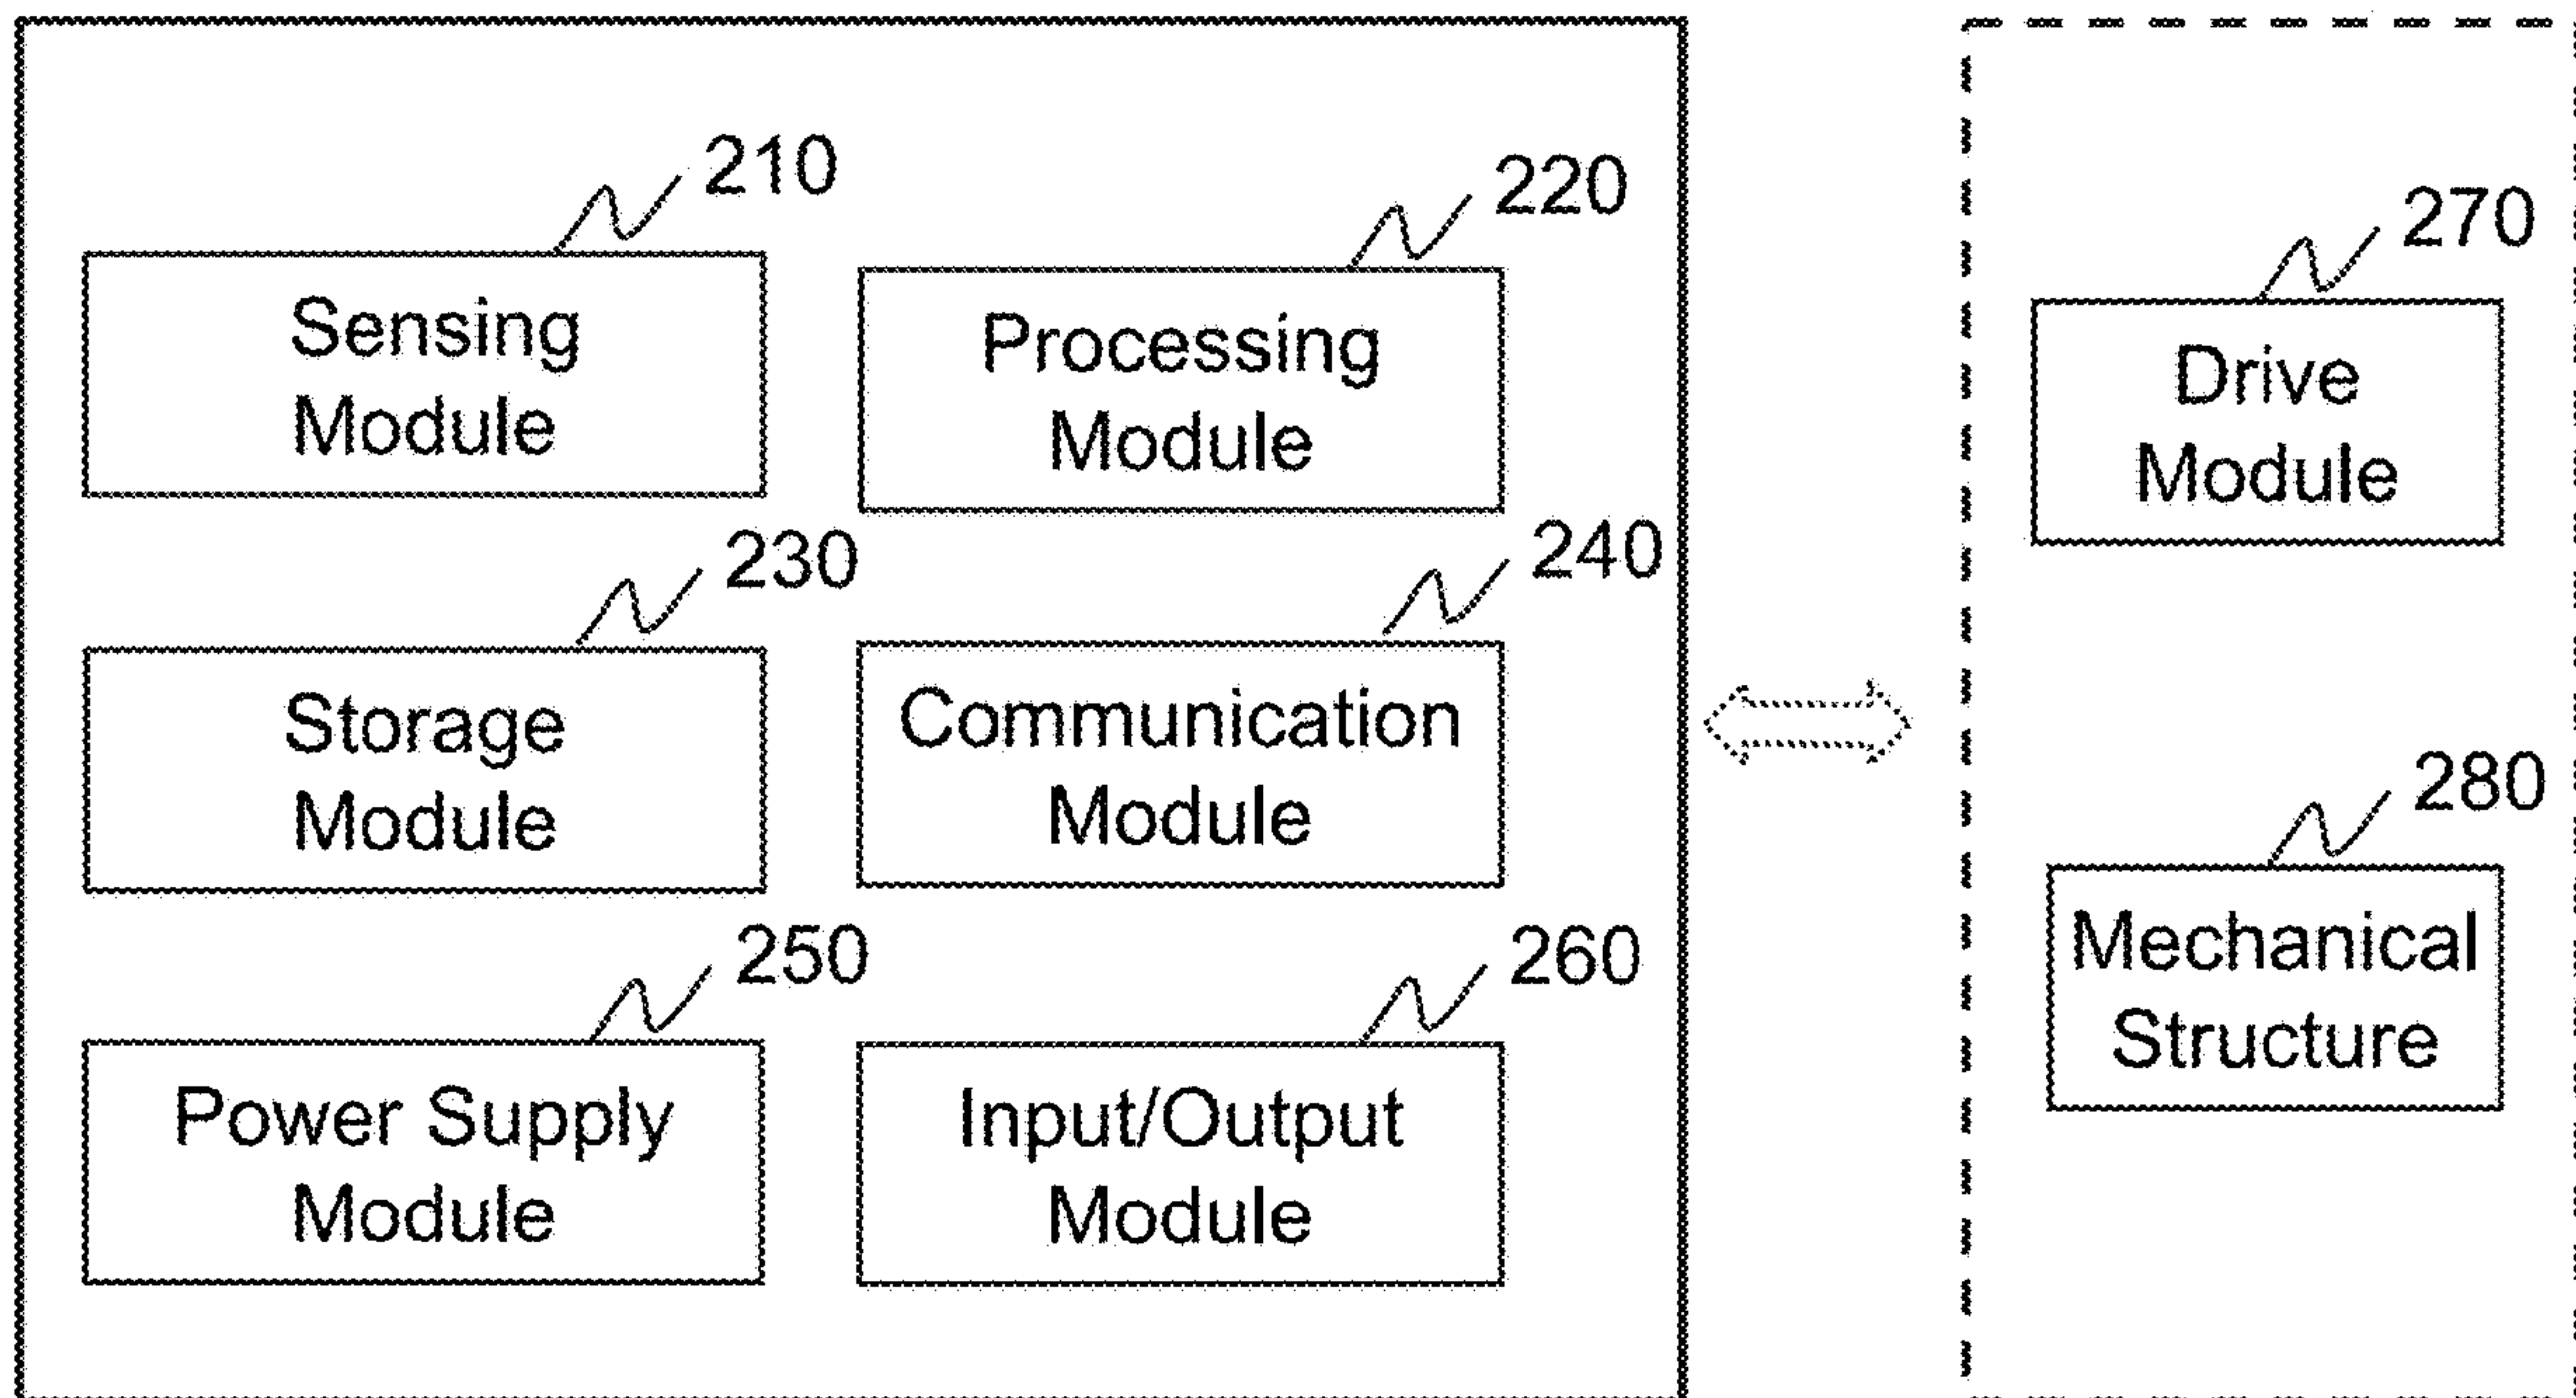 210
Sensing
Module
220
Processing
Module
230
Storage
Module
240
Communication
Module
250
Power Supply
Module
260
Input/Output
Module
270
Drive
Module
280
Mechanical
Structure